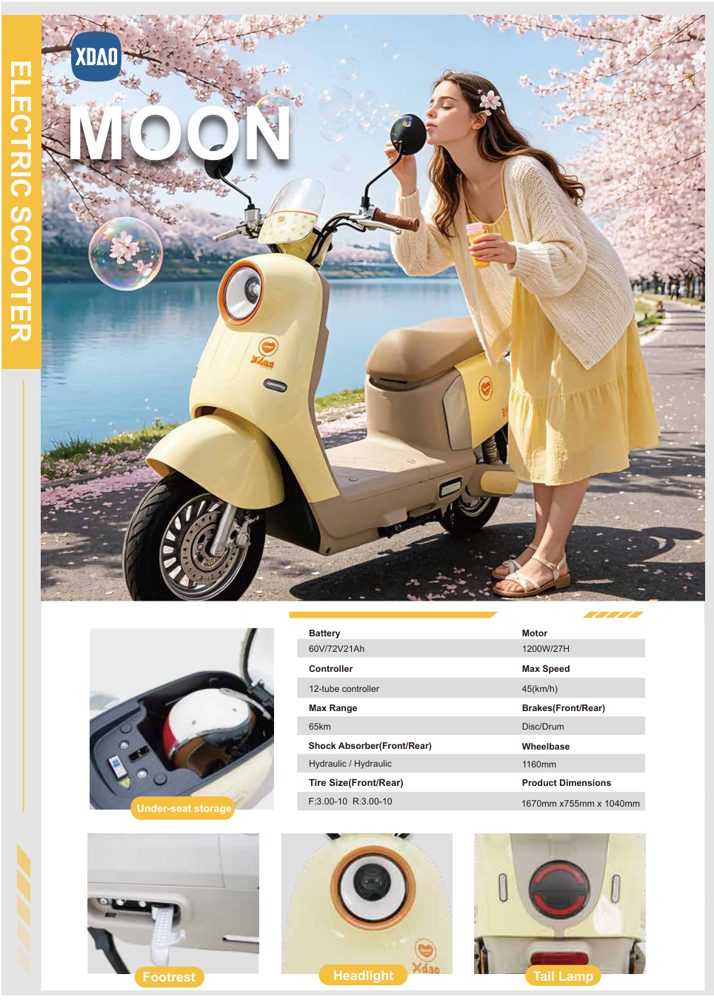 XDAO
MOON
ELECTRIC SCOOTER
Xdao
Battery
Motor
60V/72V21Ah
1200W/27H
Controller
Max Speed
12-tube controller
45(km/h)
Max Range
Brakes(Front/Rear)
65km
Disc/Drum
Shock Absorber(Front/Rear)
Wheelbase
Hydraulic / Hydraulic
1160mm
Tire Size(Front/Rear)
Product Dimensions
F:3.00-10 R:3.00-10
1670mm x755mm x 1040mm
Under-seat storage
Xdao
Footrest
Headlight
Tail Lamp